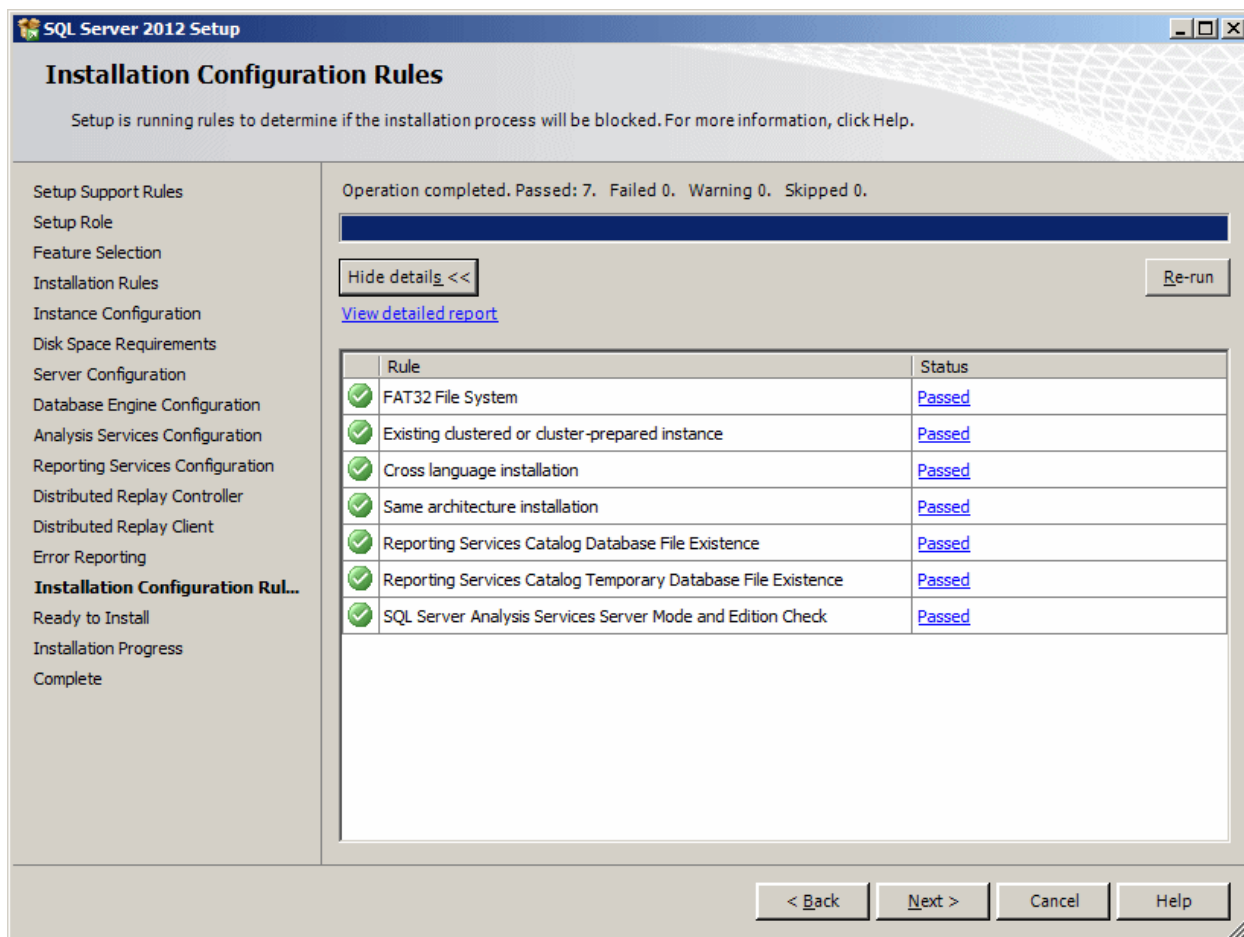 SQL Server 2012 Setup
Installation Configuration Rules
Setup is running rules to determine if the installation process will be blocked. For more information, click Help.
Setup Support Rules
Setup Role
Feature Selection
Installation Rules
Instance Configuration
Disk Space Requirements
Server Configuration
Database Engine Configuration
Analysis Services Configuration
Reporting Services Configuration
Distributed Replay Controller
Distributed Replay Client
Error Reporting
Installation Configuration Rul...
Ready to Install
Installation Progress
Complete
Operation completed. Passed: 7. Failed 0. Warning 0. Skipped 0.
Hide details << Re-run
View detailed report
Rule Status
FAT32 File System Passed
Existing clustered or cluster-prepared instance Passed
Cross language installation Passed
Same architecture installation Passed
Reporting Services Catalog Database File Existence Passed
Reporting Services Catalog Temporary Database File Existence Passed
SQL Server Analysis Services Server Mode and Edition Check Passed
< Back Next > Cancel Help